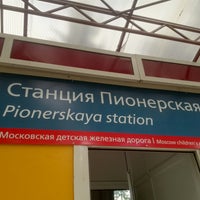 Станция Пионерская
Pionerskaya station
Московская детская железная дорога | Moscow children's